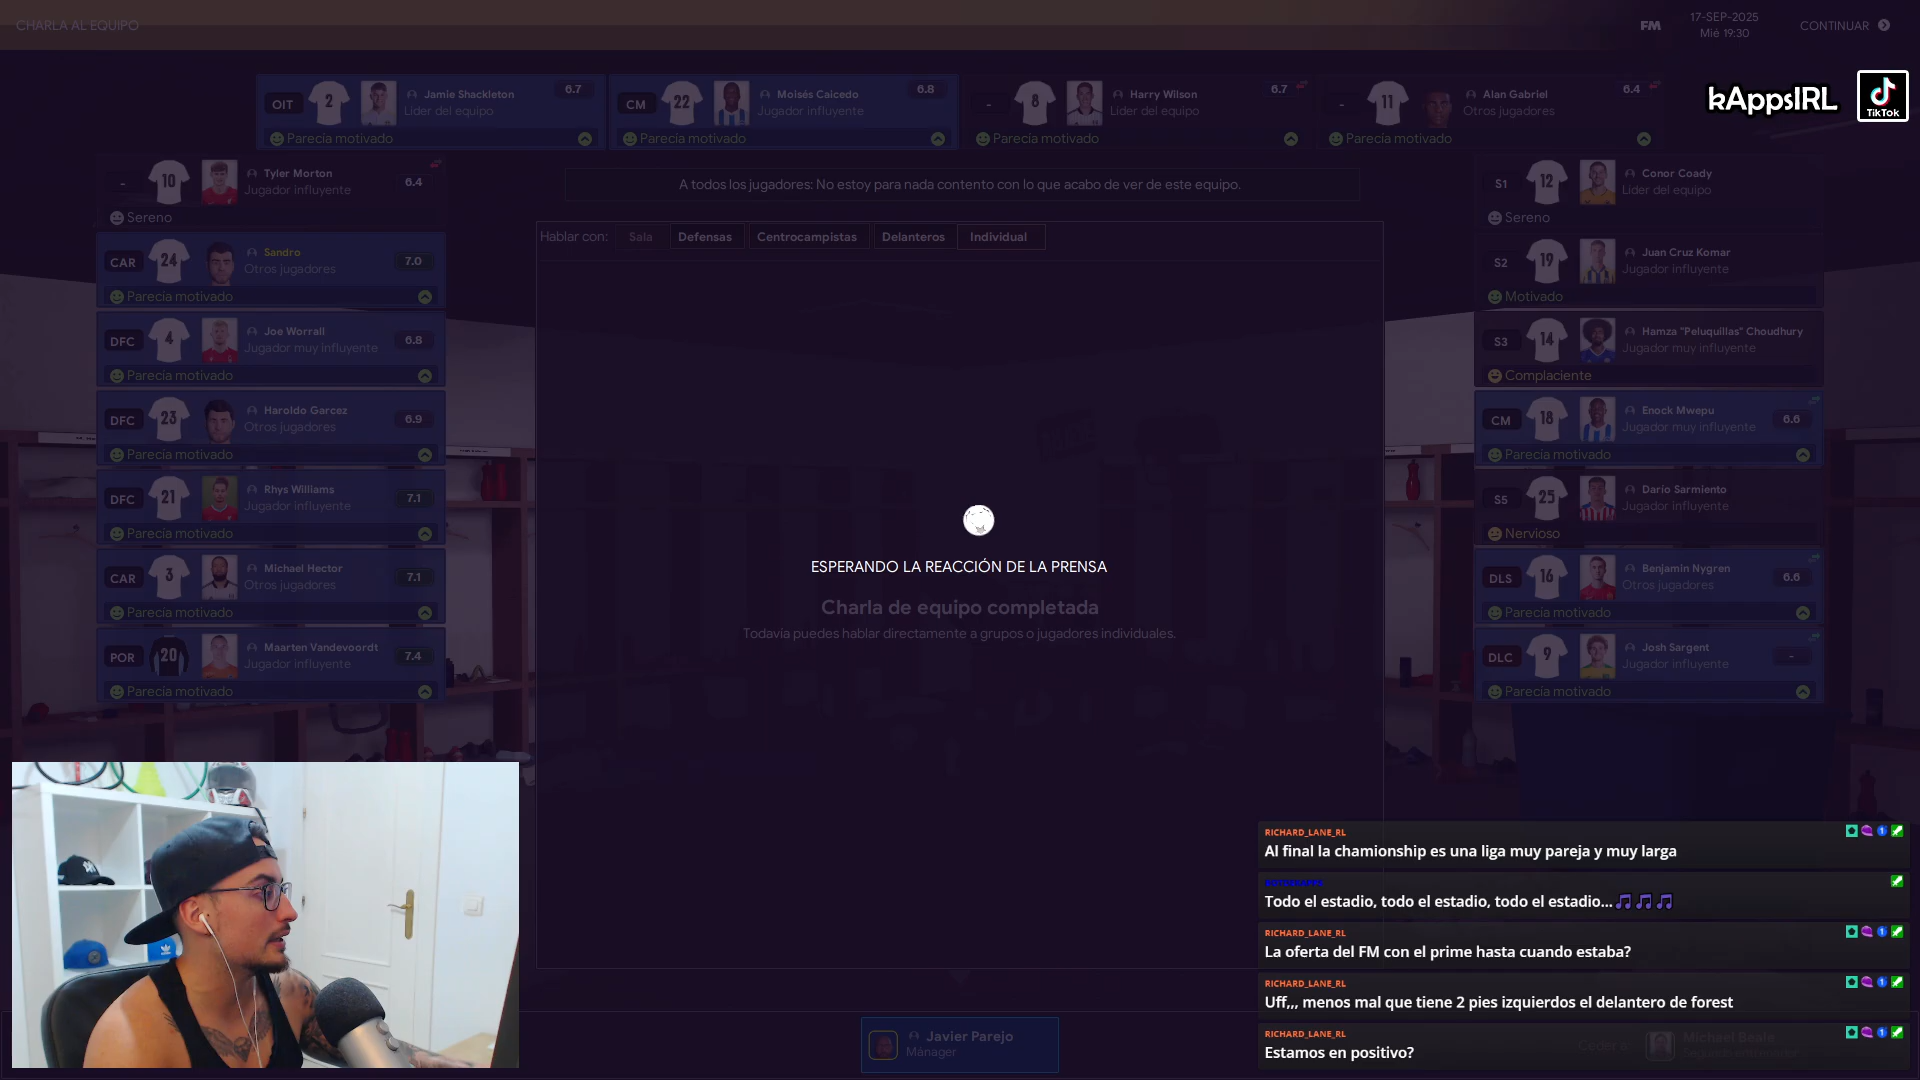 CHARLA AL EQUIPO
FM
17-SEP-2025
Mié 19:30
CONTINUAR
kAppsIRL
TikTok
OIT 2 Jamie Shackleton 6.7
Líder del equipo
Parecía motivado
CM 22 Moisés Caicedo 6.8
Jugador influyente
Parecía motivado
- 8 Harry Wilson 6.7
Líder del equipo
Parecía motivado
- 11 Alan Gabriel 6.4
Otros jugadores
Parecía motivado
- 10 Tyler Morton 6.4
Jugador influyente
Sereno
CAR 24 Sandro 7.0
Otros jugadores
Parecía motivado
DFC 4 Joe Worrall 6.8
Jugador muy influyente
Parecía motivado
DFC 23 Haroldo Garcez 6.9
Otros jugadores
Parecía motivado
DFC 21 Rhys Williams 7.1
Jugador influyente
Parecía motivado
CAR 3 Michael Hector 7.1
Otros jugadores
Parecía motivado
POR 20 Maarten Vandevoordt 7.4
Jugador influyente
Parecía motivado
A todos los jugadores: No estoy para nada contento con lo que acabo de ver de este equipo.
Hablar con: Sala Defensas Centrocampistas Delanteros Individual
ESPERANDO LA REACCIÓN DE LA PRENSA
Charla de equipo completada
Todavía puedes hablar directamente a grupos o jugadores individuales.
S1 12 Conor Coady
Líder del equipo
Sereno
S2 19 Juan Cruz Komar
Jugador influyente
Motivado
S3 14 Hamza "Peluquillas" Choudhury
Jugador muy influyente
Complaciente
CM 18 Enock Mwepu 6.6
Jugador muy influyente
Parecía motivado
S5 25 Darío Sarmiento
Jugador influyente
Nervioso
DLS 16 Benjamin Nygren 6.6
Otros jugadores
Parecía motivado
DLC 9 Josh Sargent -
Jugador influyente
Parecía motivado
Javier Parejo
Mánager
Michael Beale
RICHARD_LANE_RL
Al final la chamionship es una liga muy pareja y muy larga
Todo el estadio, todo el estadio, todo el estadio...
RICHARD_LANE_RL
La oferta del FM con el prime hasta cuando estaba?
RICHARD_LANE_RL
Uff,,, menos mal que tiene 2 pies izquierdos el delantero de forest
RICHARD_LANE_RL
Estamos en positivo?